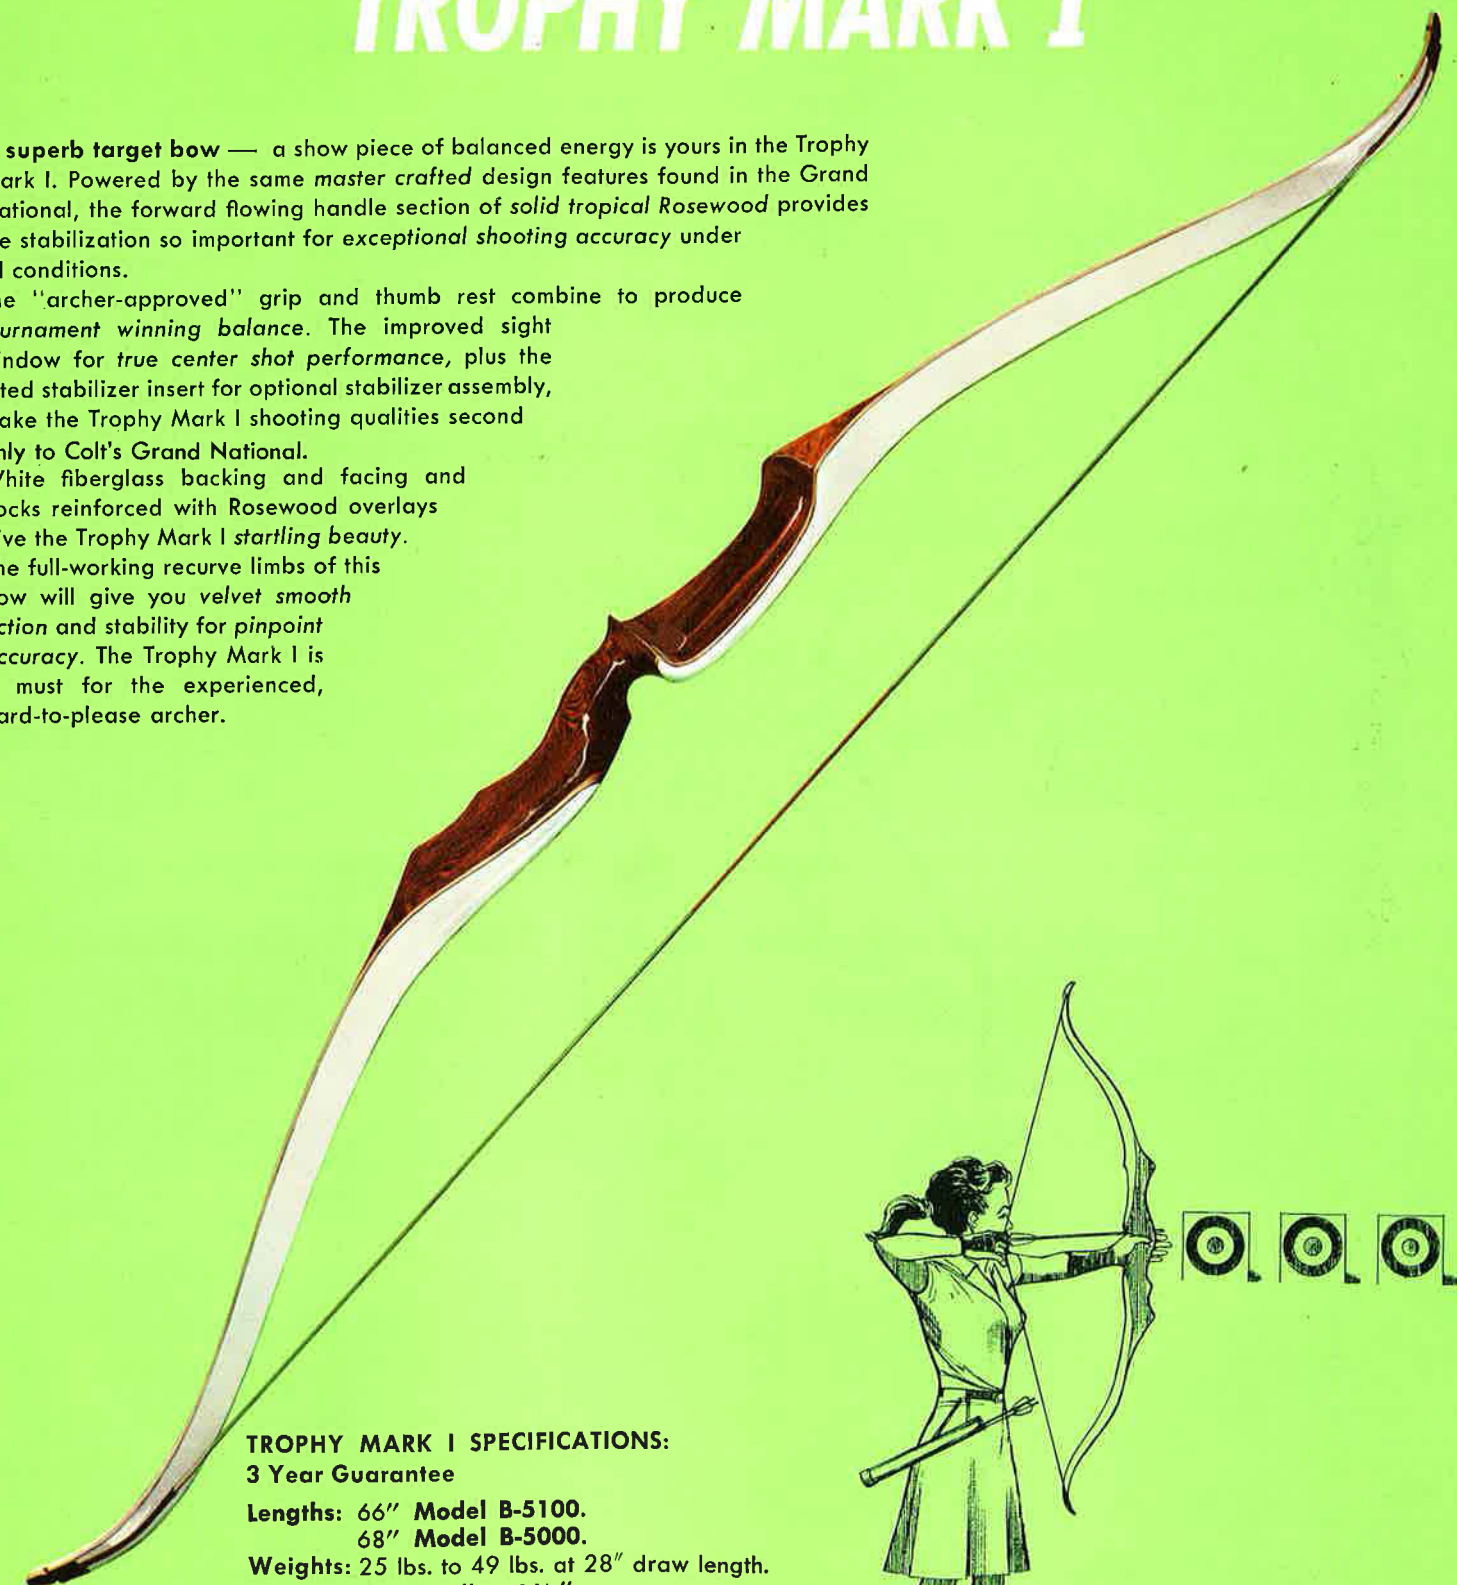 TROPHY MARK I
superb target bow — a show piece of balanced energy is yours in the Trophy
ark I. Powered by the same master crafted design features found in the Grand
ational, the forward flowing handle section of solid tropical Rosewood provides
e stabilization so important for exceptional shooting accuracy under
l conditions.
e "archer-approved" grip and thumb rest combine to produce
urnament winning balance. The improved sight
indow for true center shot performance, plus the
ted stabilizer insert for optional stabilizer assembly,
ake the Trophy Mark I shooting qualities second
nly to Colt's Grand National.
hite fiberglass backing and facing and
ocks reinforced with Rosewood overlays
ve the Trophy Mark I startling beauty.
he full-working recurve limbs of this
ow will give you velvet smooth
ction and stability for pinpoint
ccuracy. The Trophy Mark I is
must for the experienced,
ard-to-please archer.
TROPHY MARK I SPECIFICATIONS:
3 Year Guarantee
Lengths: 66" Model B-5100.
68" Model B-5000.
Weights: 25 lbs. to 49 lbs. at 28" draw length.